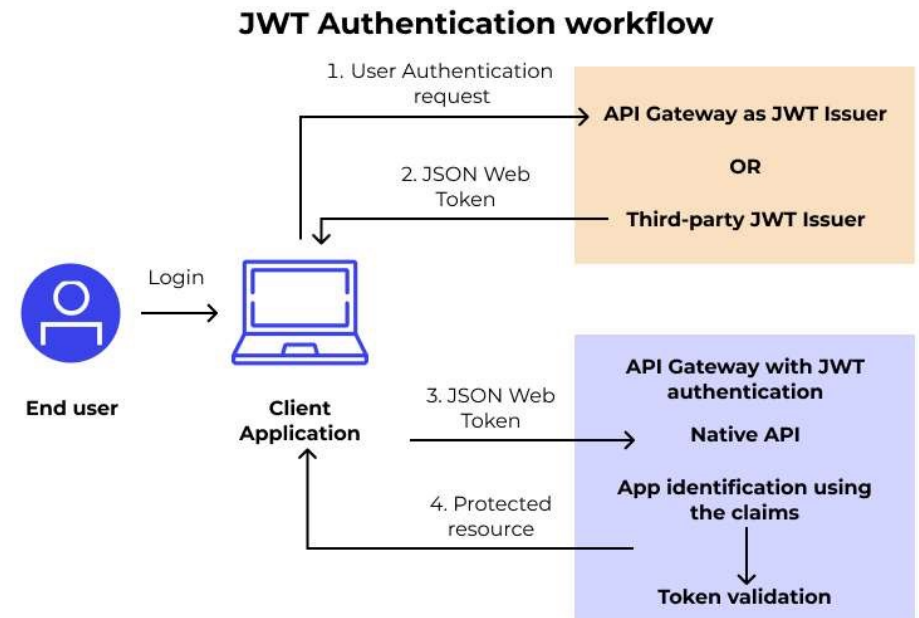 JWT Authentication workflow
1. User Authentication
request
API Gateway as JWT Issuer
OR
Third-party JWT Issuer
2. JSON Web
Token
Login
End user
Client
Application
3. JSON Web
Token
4. Protected
resource
API Gateway with JWT
authentication
Native API
App identification using
the claims
Token validation